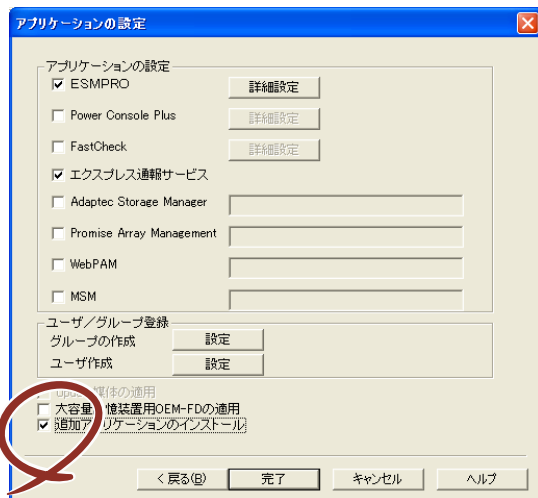 アプリケーションの設定
アプリケーションの設定
ESMPRO 詳細設定
Power Console Plus 詳細設定
FastCheck 詳細設定
エクスプレス通報サービス
Adaptec Storage Manager
Promise Array Management
WebPAM
MSM
ユーザ／グループ登録
グループの作成 設定
ユーザ作成 設定
媒体の適用
大容量 憶装置用OEM-FDの適用
追加アプリケーションのインストール
< 戻る(B) 完了 キャンセル ヘルプ